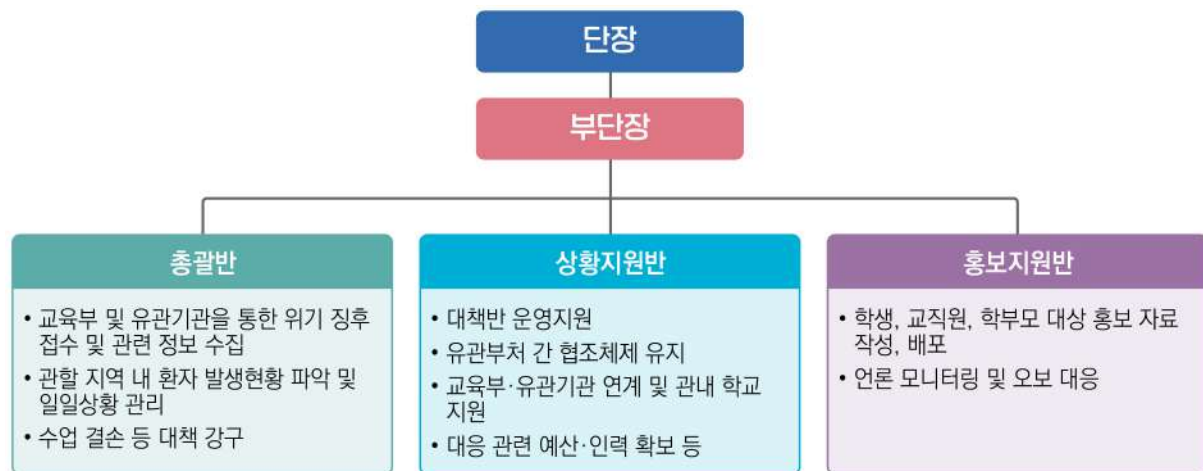 단장
부단장
총괄반
• 교육부 및 유관기관을 통한 위기 징후
접수 및 관련 정보 수집
• 관할 지역 내 환자 발생현황 파악 및
일일상황 관리
• 수업 결손 등 대책 강구
상황지원반
• 대책반 운영지원
• 유관부처 간 협조체제 유지
• 교육부·유관기관 연계 및 관내 학교
지원
• 대응 관련 예산·인력 확보 등
홍보지원반
• 학생, 교직원, 학부모 대상 홍보 자료
작성, 배포
• 언론 모니터링 및 오보 대응